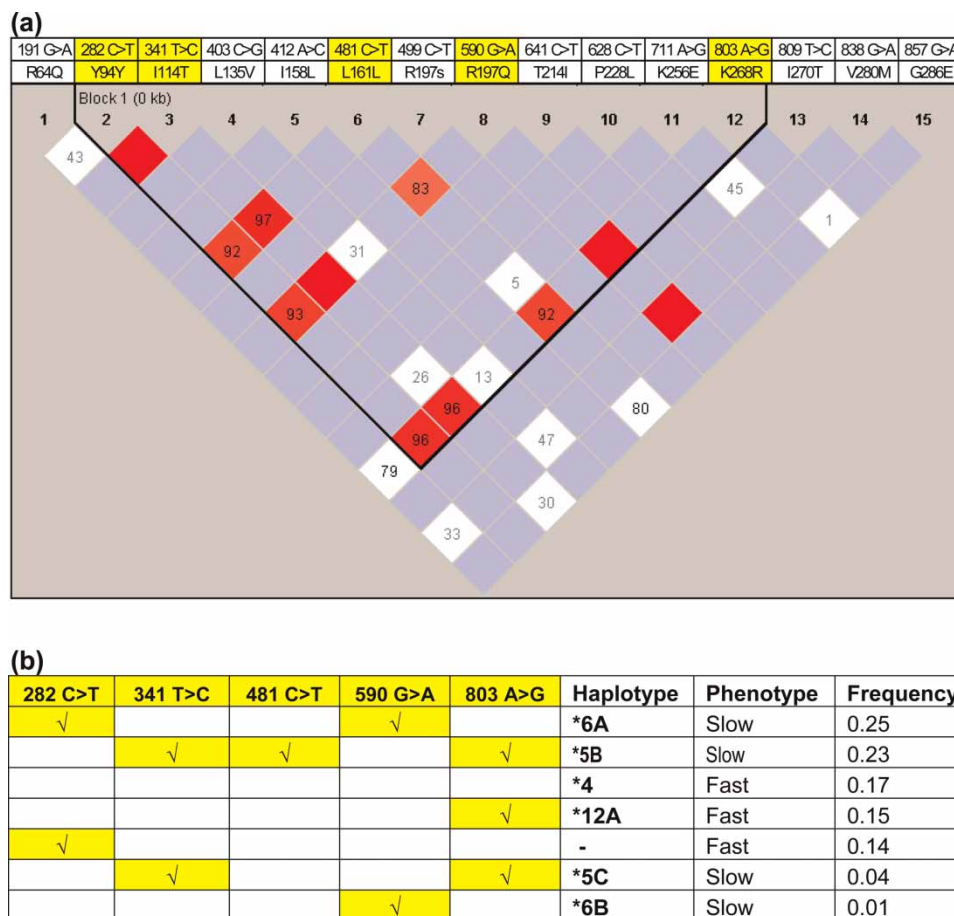 (a)
191 G>A 282 C>T 341 T>C 403 C>G 412 A>C 481 C>T 499 C>T 590 G>A 641 C>T 628 C>T 711 A>G 803 A>G 809 T>C 838 G>A 857 G>A
R64Q Y94Y I114T L135V I158L L161L R197s R197Q T214I P228L K256E K268R I270T V280M G286E
Block 1 (0 kb)
1 2 3 4 5 6 7 8 9 10 11 12 13 14 15
43
83 45
97 1
92 31
5
93 92
26 13
96 80
96 47
79
30
33
(b)
282 C>T 341 T>C 481 C>T 590 G>A 803 A>G Haplotype Phenotype Frequency
√ √ *6A Slow 0.25
√ √ √ *5B Slow 0.23
*4 Fast 0.17
√ *12A Fast 0.15
√ - Fast 0.14
√ √ *5C Slow 0.04
√ *6B Slow 0.01